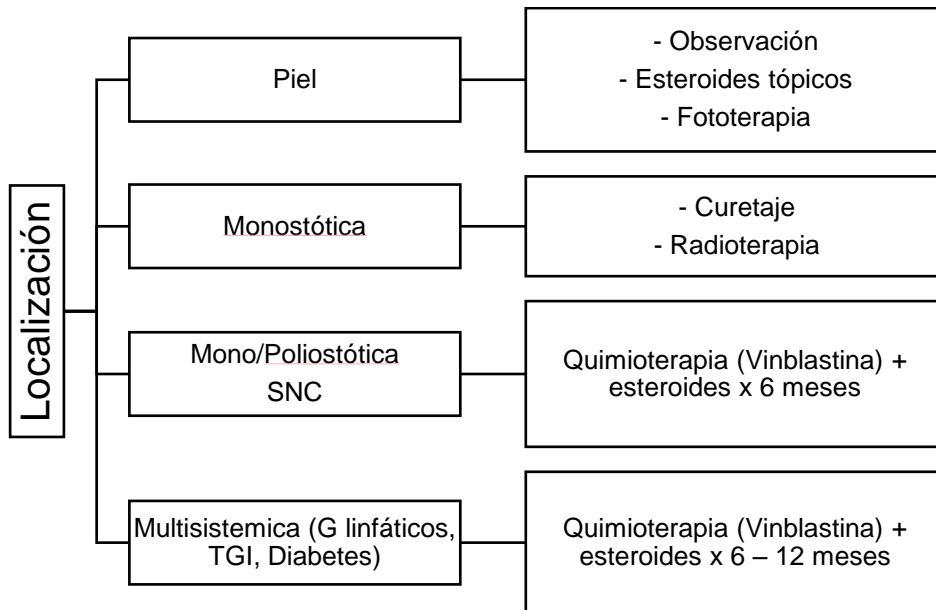 Localización
Piel
- Observación
- Esteroides tópicos
- Fototerapia
Monostótica
- Curetaje
- Radioterapia
Mono/Poliostótica
SNC
Quimioterapia (Vinblastina) +
esteroides x 6 meses
Multisistemica (G linfáticos,
TGI, Diabetes)
Quimioterapia (Vinblastina) +
esteroides x 6 – 12 meses